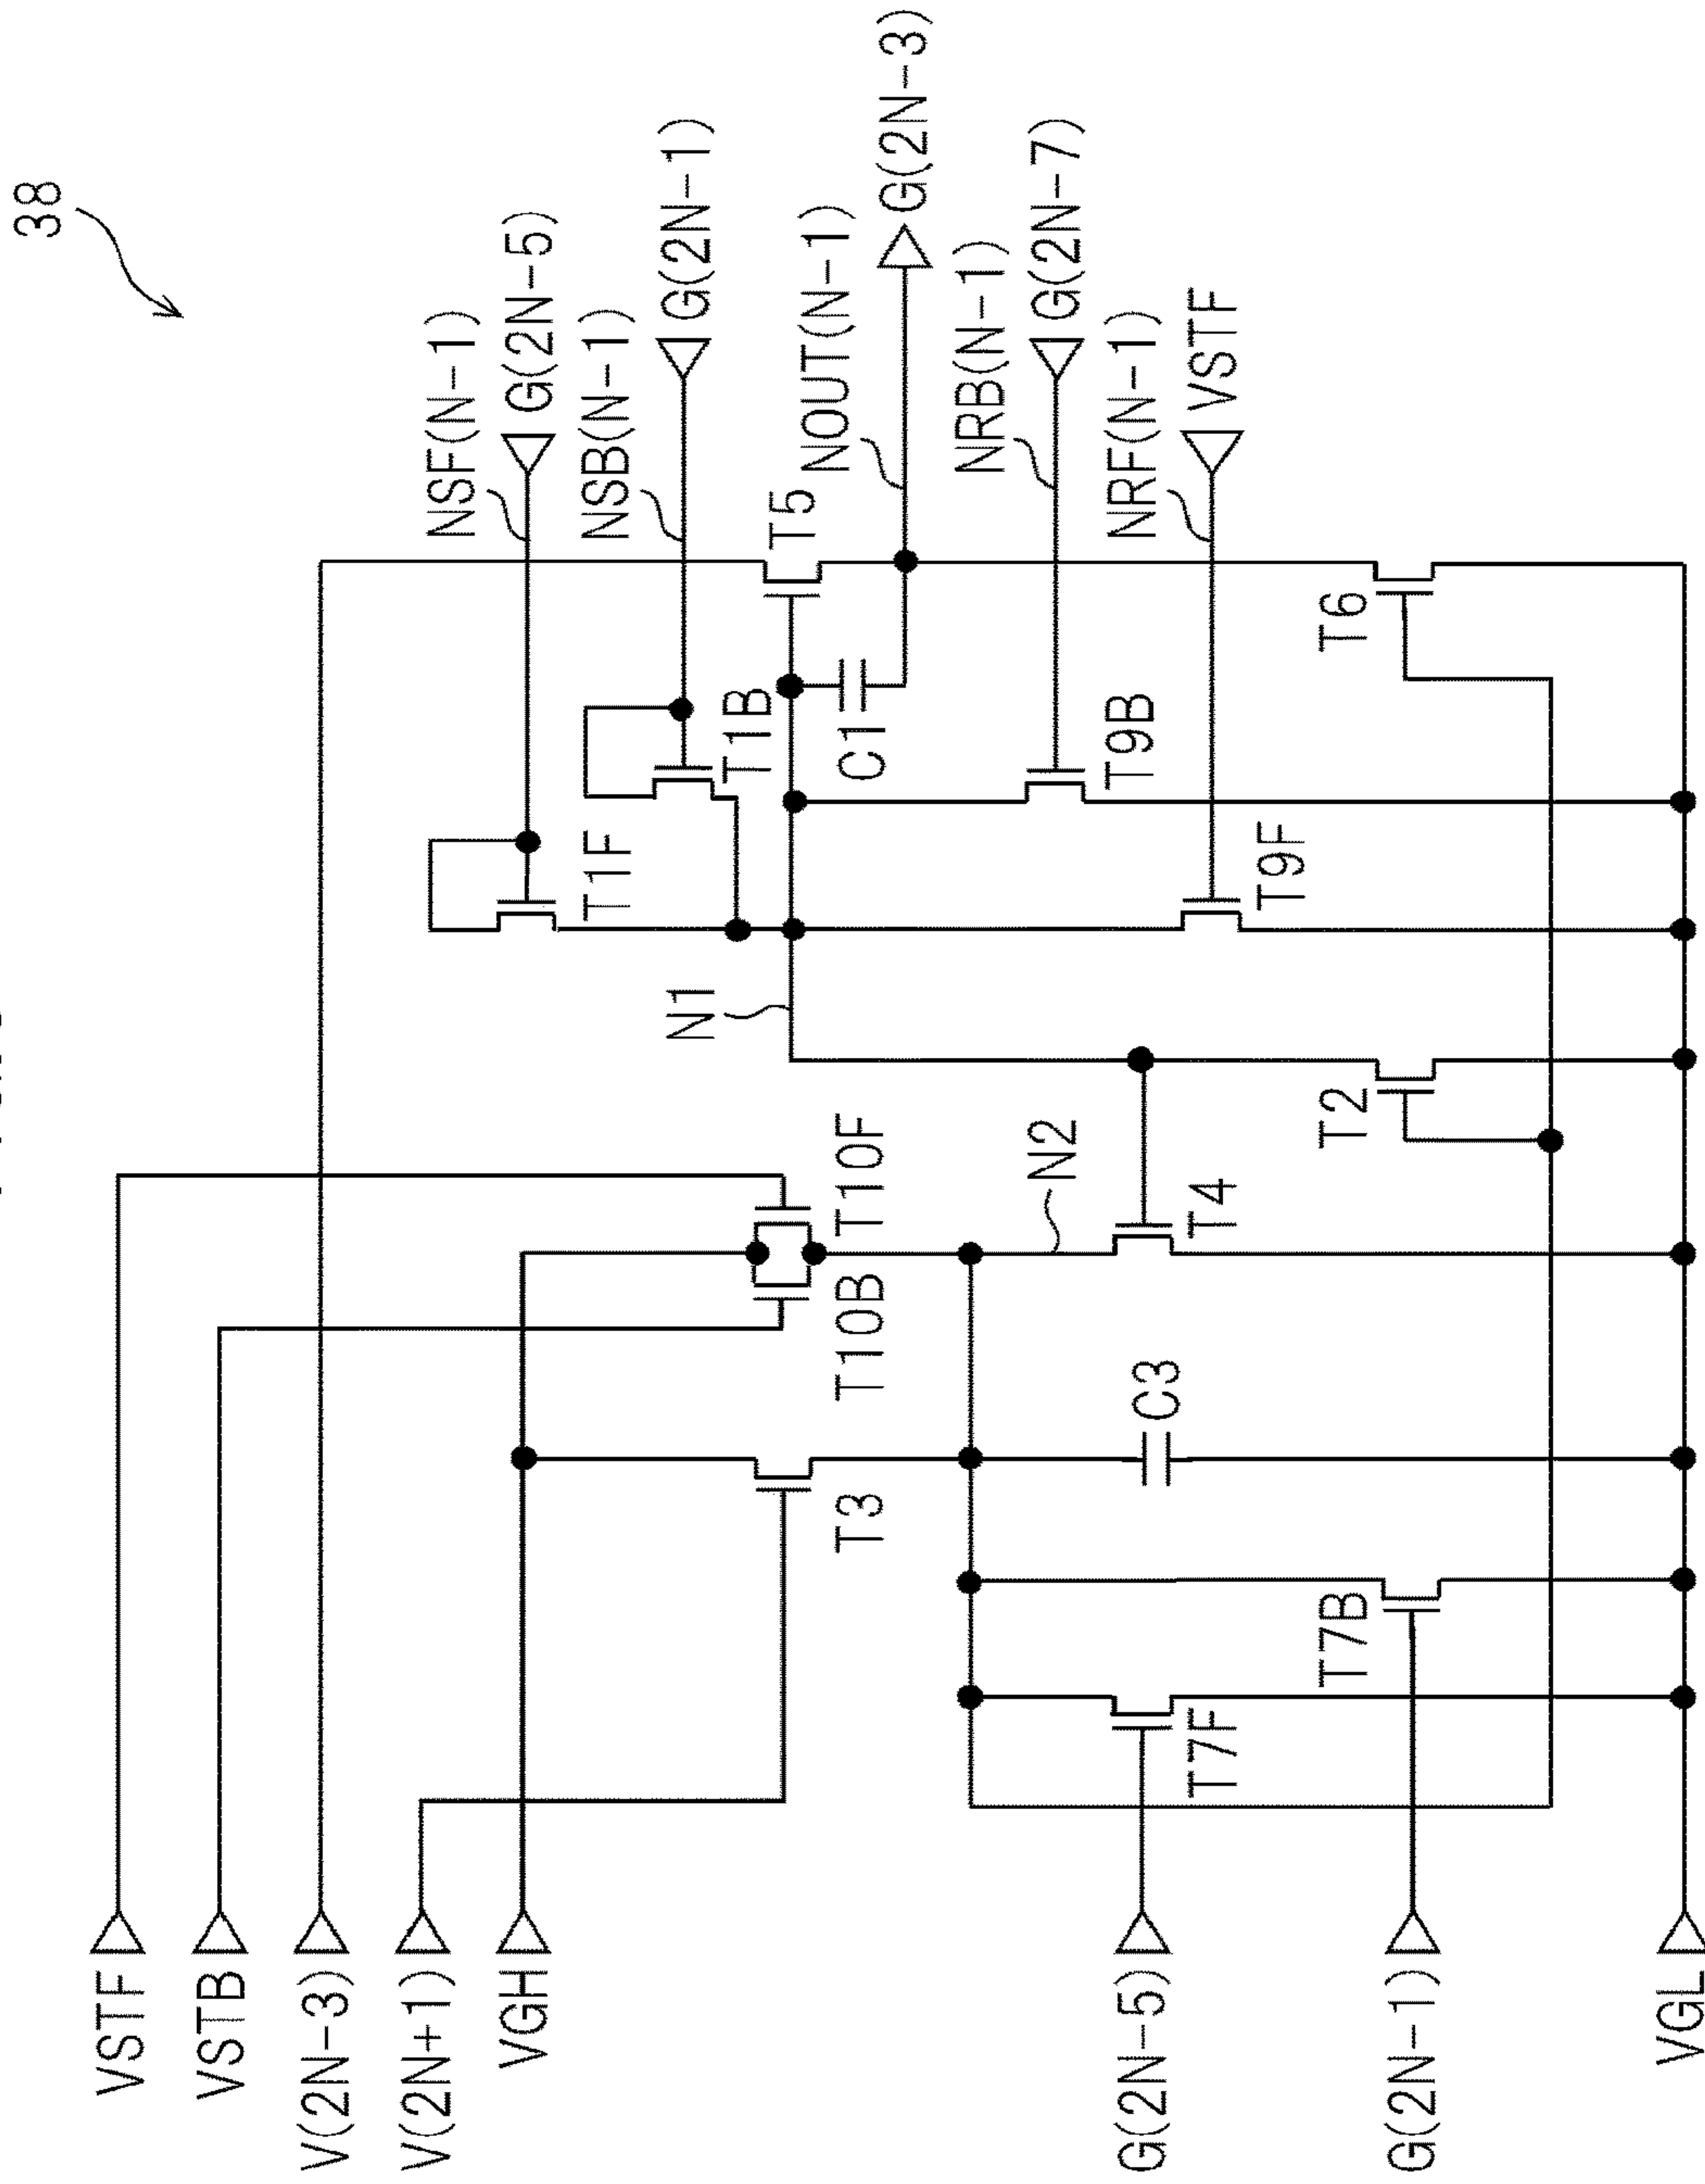 38
VSTF
VSTB
V(2N-3)
V(2N+1)
VGH
G(2N-5)
G(2N-1)
VGL
NSF(N-1)
G(2N-5)
NSB(N-1)
G(2N-1)
NOUT(N-1)
G(2N-3)
NRB(N-1)
G(2N-7)
NRF(N-1)
VSTF
T1F
T1B
T5
C1
T9B
T9F
T6
N1
T2
T10F
T10B
N2
T4
T3
C3
T7B
T7F